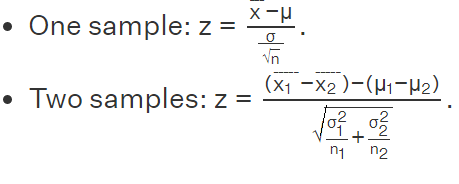 • One sample: z = (x̄ − μ) / (σ / √n).
• Two samples: z = ((x̄₁ − x̄₂) − (μ₁ − μ₂)) / √(σ₁²/n₁ + σ₂²/n₂).